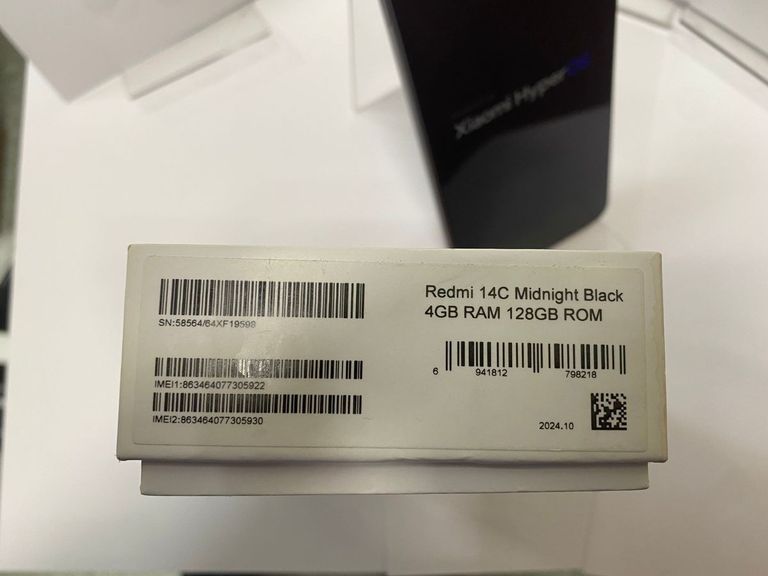 Xiaomi HyperOS
SN:58564/64XF19598
IMEI1:863464077305922
IMEI2:863464077305930
Redmi 14C Midnight Black
4GB RAM 128GB ROM
6 941812 798218
2024.10